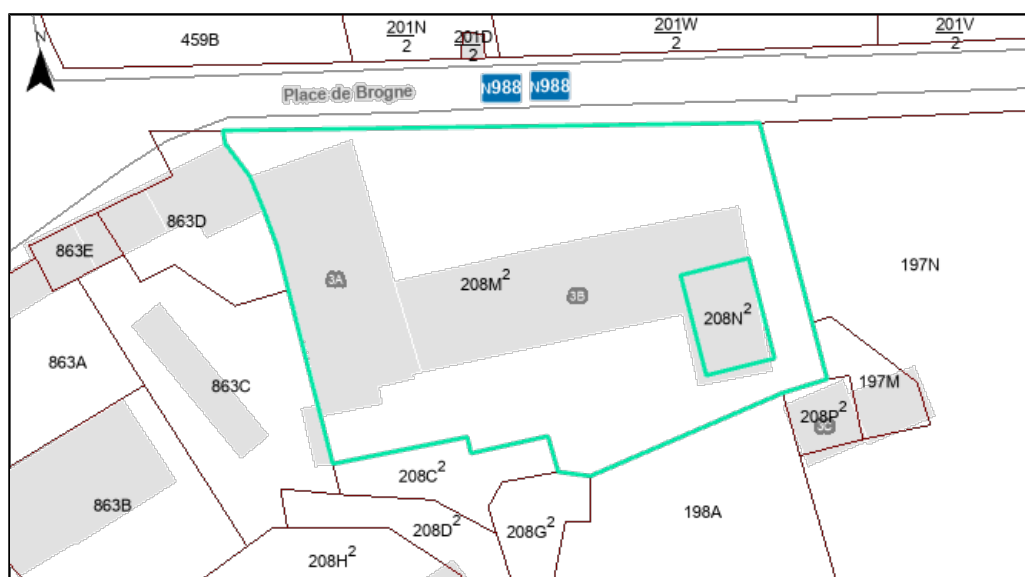 459B
201N
2
201D
2
201W
2
201V
2
N
Place de Brogne
N988
N988
863D
863E
3A
208M²
3B
208N²
197N
863A
863C
197M
208P²
208C²
863B
208D²
208G²
198A
208H²